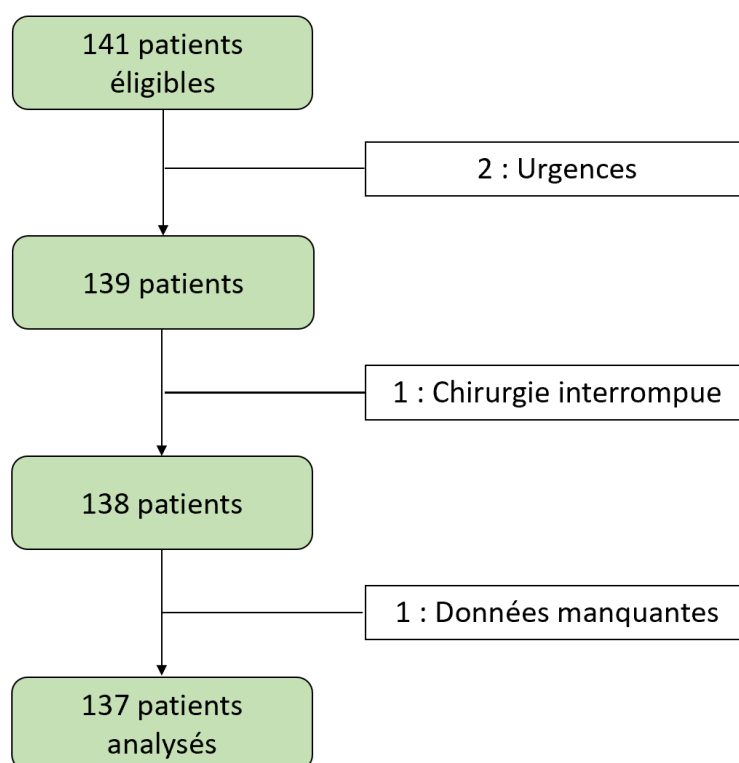 141 patients
éligibles
2 : Urgences
139 patients
1 : Chirurgie interrompue
138 patients
1 : Données manquantes
137 patients
analysés